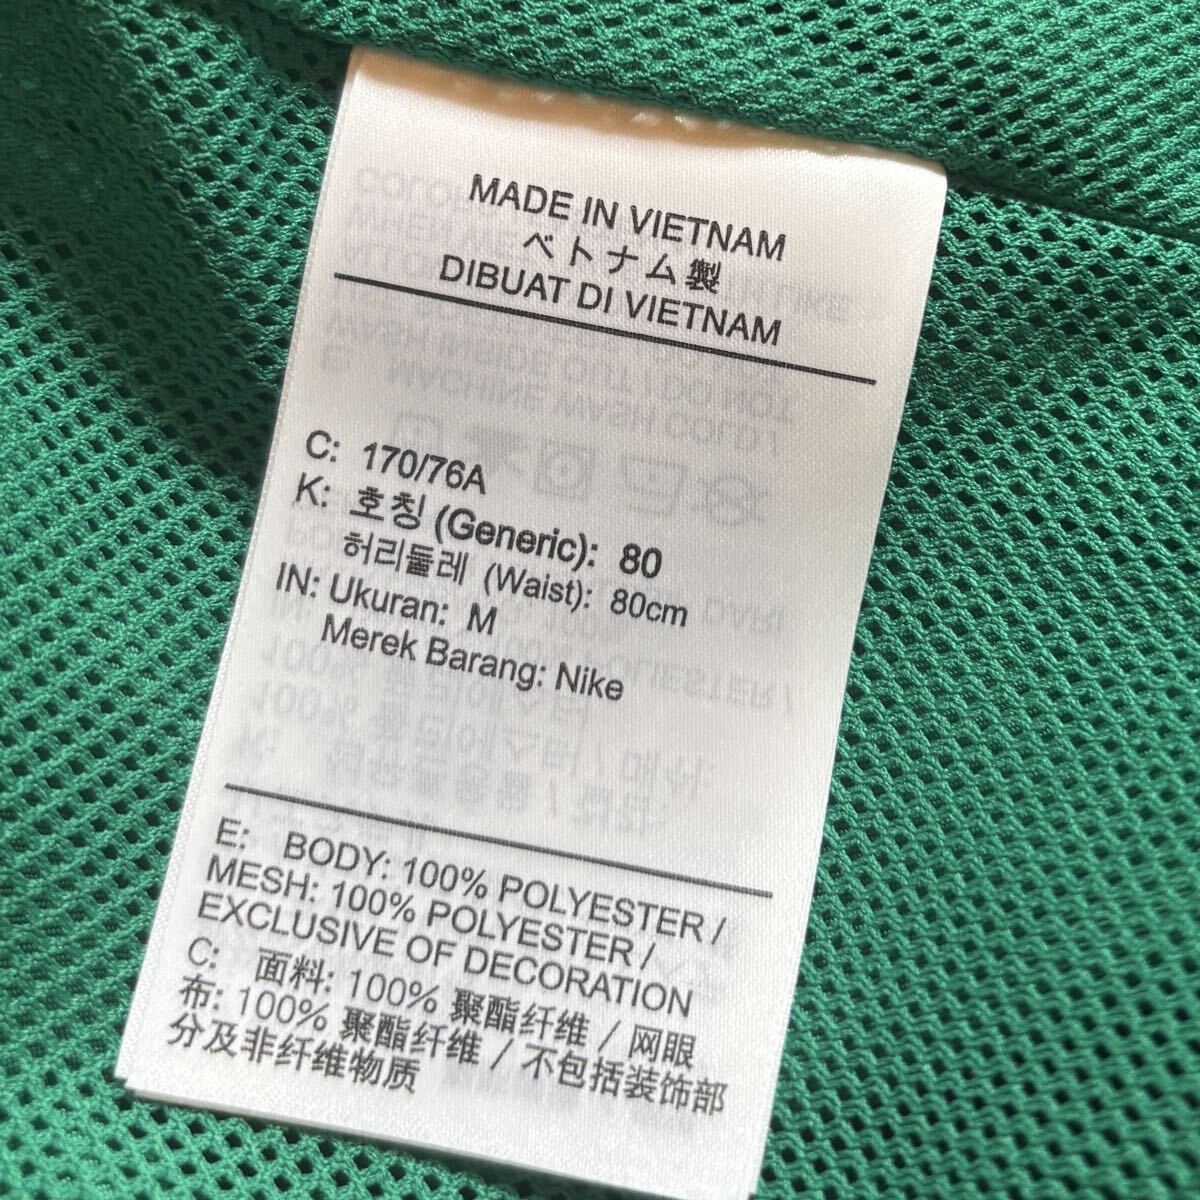 MADE IN VIETNAM
ベトナム製
DIBUAT DI VIETNAM
C: 170/76A
K: 호칭 (Generic): 80
허리둘레 (Waist): 80cm
IN: Ukuran: M
Merek Barang: Nike
E: BODY: 100% POLYESTER /
MESH: 100% POLYESTER /
EXCLUSIVE OF DECORATION
C: 面料: 100% 聚酯纤维 / 网眼
布: 100% 聚酯纤维 / 不包括装饰部
分及非纤维物质